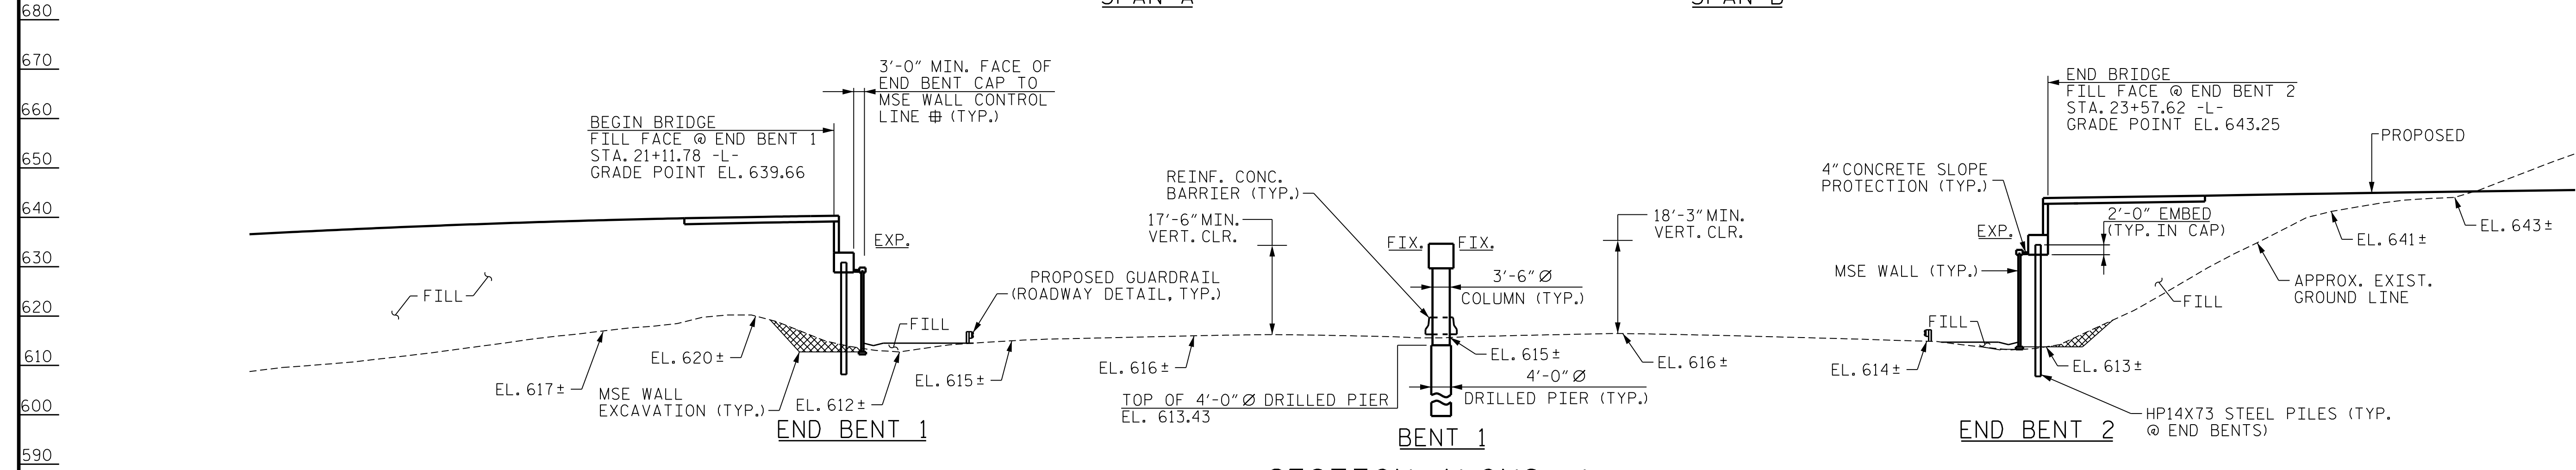 680
670
660
650
640
630
620
610
600
590
SPAN A
SPAN B
3'-0" MIN. FACE OF
END BENT CAP TO
MSE WALL CONTROL
LINE (TYP.)
BEGIN BRIDGE
FILL FACE @ END BENT 1
STA. 21+11.78 -L-
GRADE POINT EL. 639.66
END BRIDGE
FILL FACE @ END BENT 2
STA. 23+57.62 -L-
GRADE POINT EL. 643.25
PROPOSED
4" CONCRETE SLOPE
PROTECTION (TYP.)
REINF. CONC.
BARRIER (TYP.)
17'-6" MIN.
VERT. CLR.
18'-3" MIN.
VERT. CLR.
2'-0" EMBED
(TYP. IN CAP)
EXP.
FIX.
FIX.
EXP.
EL. 641±
EL. 643±
FILL
PROPOSED GUARDRAIL
(ROADWAY DETAIL, TYP.)
3'-6" Ø
COLUMN (TYP.)
MSE WALL (TYP.)
APPROX. EXIST.
GROUND LINE
FILL
FILL
FILL
EL. 620±
EL. 617±
MSE WALL
EXCAVATION (TYP.)
EL. 612±
EL. 615±
EL. 616±
EL. 615±
EL. 616±
EL. 614±
EL. 613±
4'-0" Ø
DRILLED PIER (TYP.)
TOP OF 4'-0" Ø DRILLED PIER
EL. 613.43
HP14X73 STEEL PILES (TYP.
@ END BENTS)
END BENT 1
BENT 1
END BENT 2